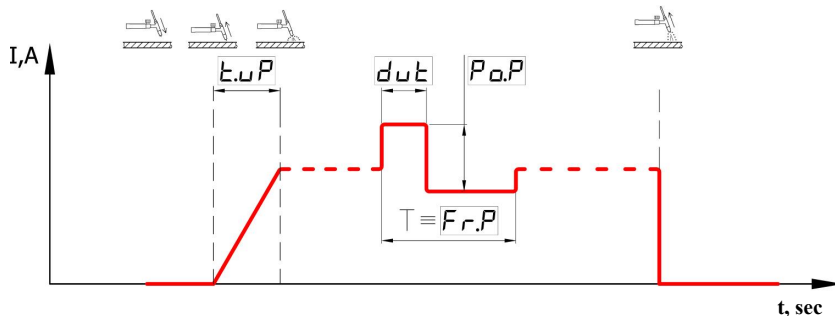 I,A
t.uP
dut
Po.P
T ≡ Fr.P
t, sec